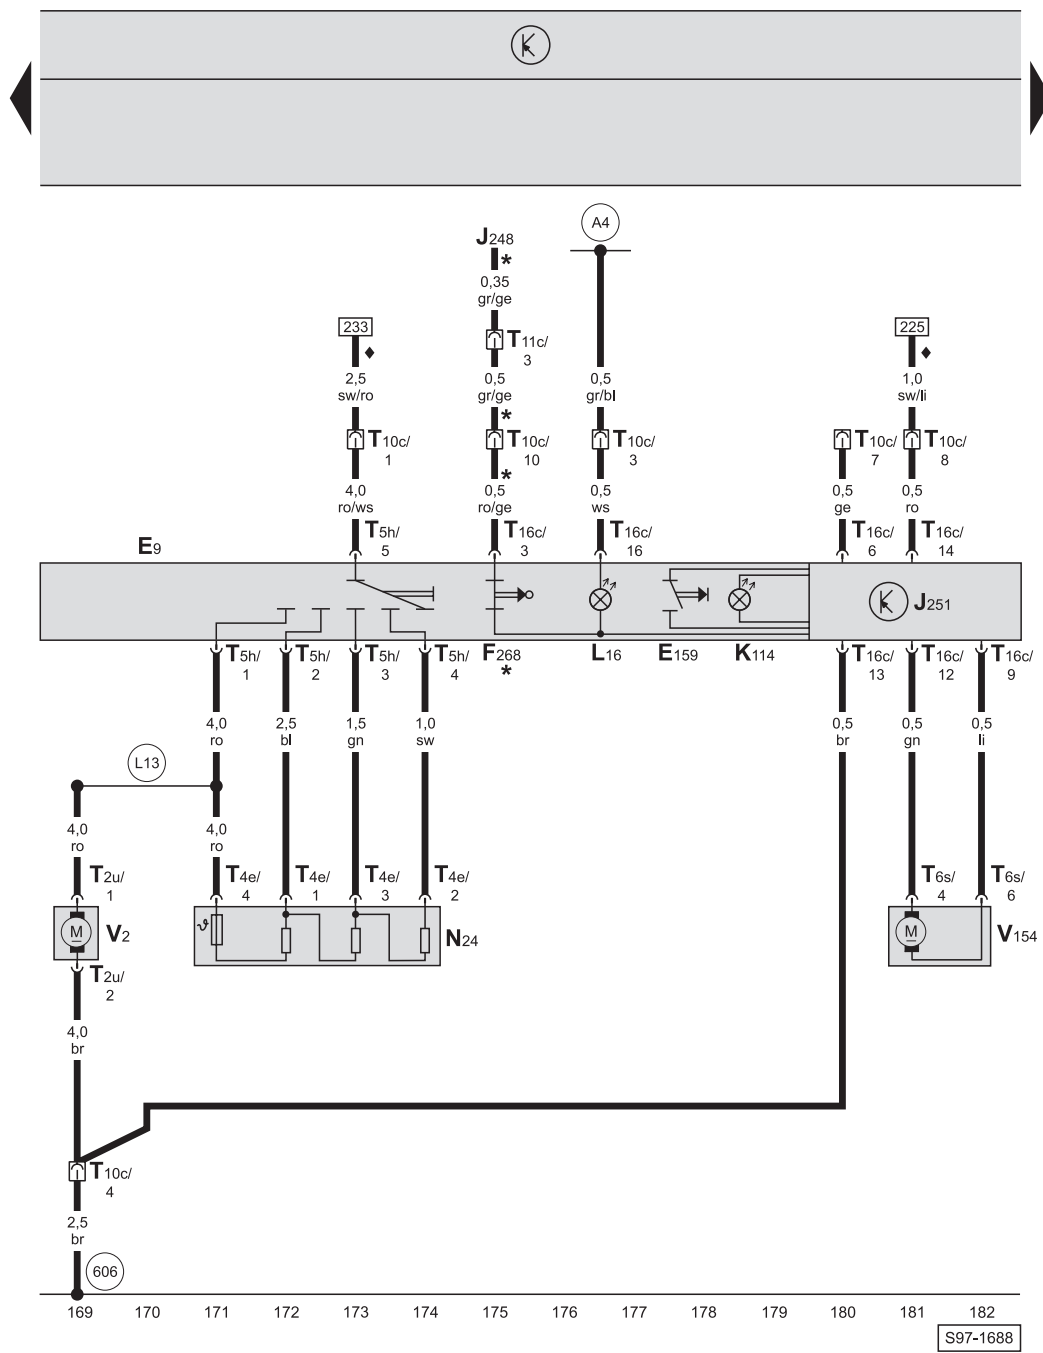 A4
J248
*
0,35
gr/ge
233
225
T11c/
3
2,5
sw/ro
0,5
gr/ge
0,5
gr/bl
1,0
sw/li
*
T10c/
1
T10c/
10
T10c/
3
T10c/
7
T10c/
8
*
4,0
ro/ws
0,5
ro/ge
0,5
ws
0,5
ge
0,5
ro
E9
T5h/
5
T16c/
3
T16c/
16
T16c/
6
T16c/
14
J251
T5h/
1
T5h/
2
T5h/
3
T5h/
4
F268
*
L16
E159
K114
T16c/
13
T16c/
12
T16c/
9
4,0
ro
2,5
bl
1,5
gn
1,0
sw
0,5
br
0,5
gn
0,5
li
L13
4,0
ro
4,0
ro
T2u/
1
T4e/
4
T4e/
1
T4e/
3
T4e/
2
T6s/
4
T6s/
6
M
V2
ϑ
N24
M
V154
T2u/
2
4,0
br
T10c/
4
2,5
br
606
169 170 171 172 173 174 175 176 177 178 179 180 181 182
S97-1688